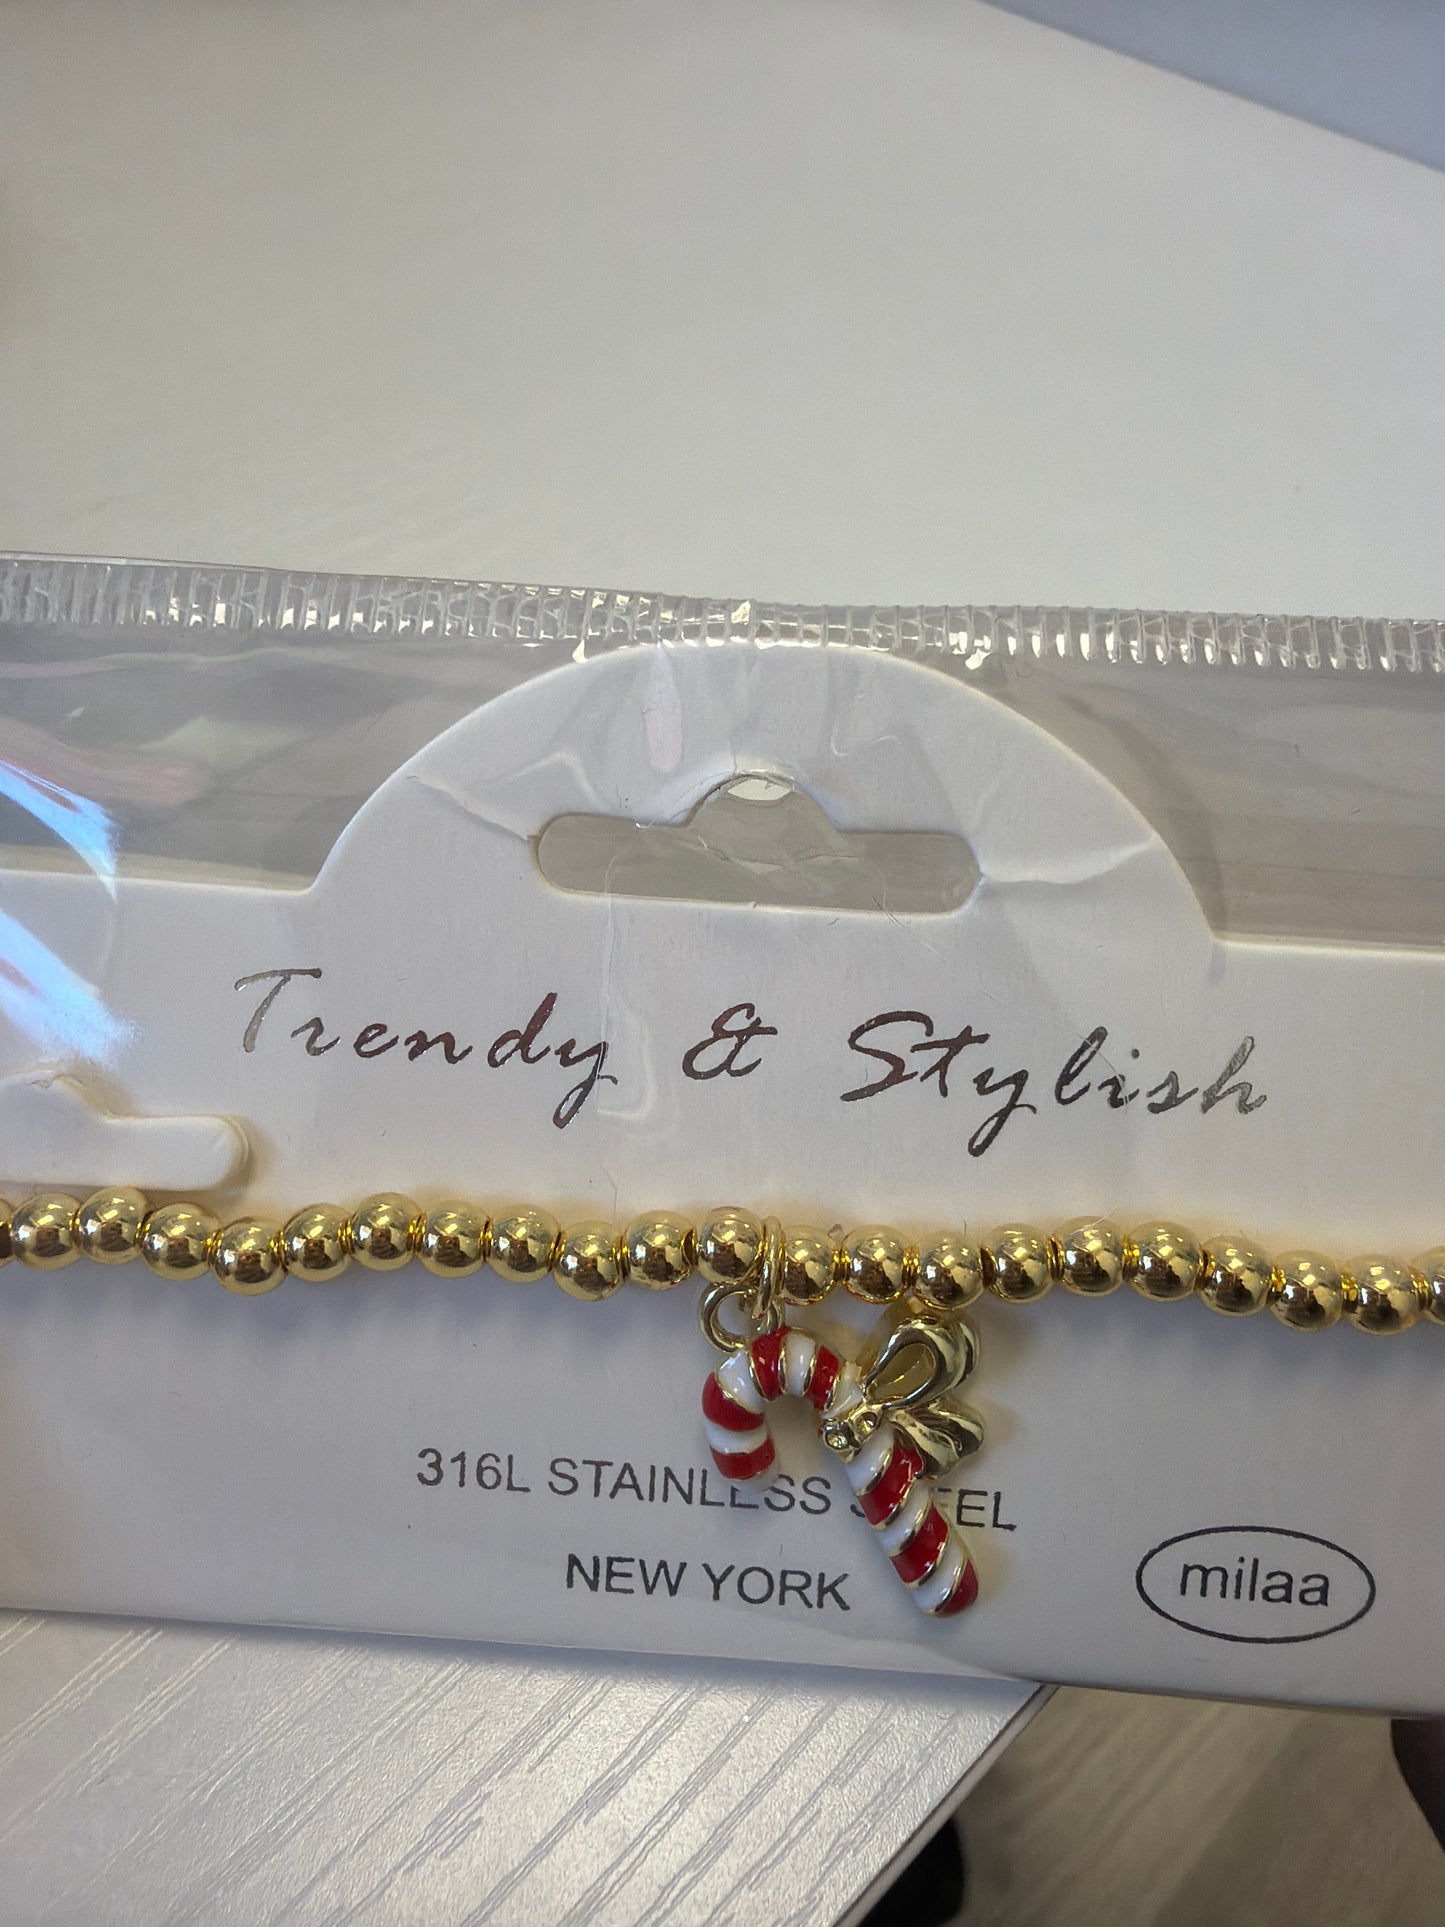 Trendy & Stylish
316L STAINLESS STEEL
NEW YORK
milaa